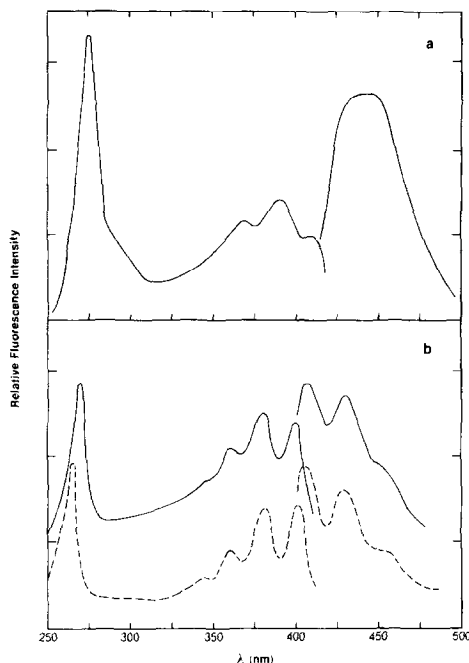 a
Relative Fluorescence Intensity
b
250 300 350 400 450 500
λ (nm)